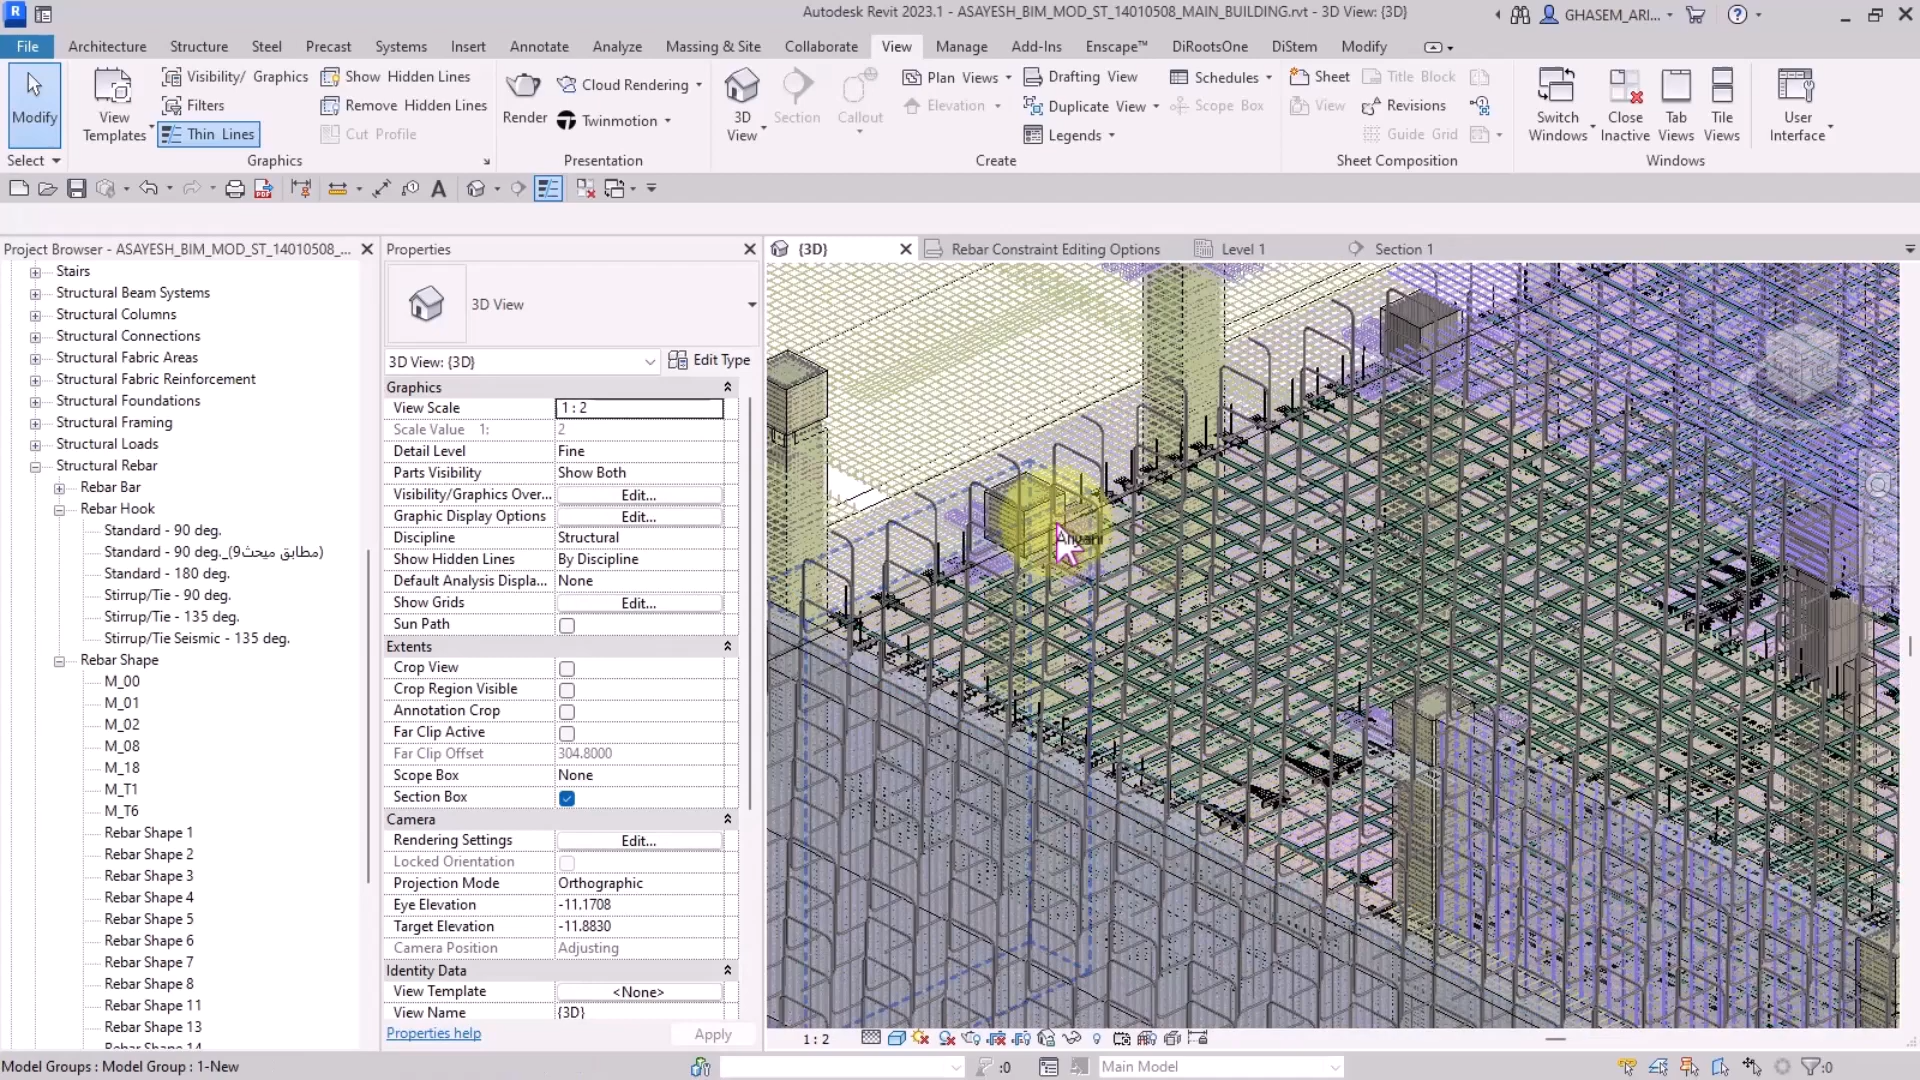 Autodesk Revit 2023.1 - ASAYESH_BIM_MOD_ST_14010508_MAIN_BUILDING.rvt - 3D View: {3D}
GHASEM_ARI...
File Architecture Structure Steel Precast Systems Insert Annotate Analyze Massing & Site Collaborate View Manage Add-Ins Enscape™ DiRootsOne DiStem Modify
Modify
Select
View Templates
Visibility/ Graphics
Filters
Thin Lines
Show Hidden Lines
Remove Hidden Lines
Cut Profile
Graphics
Render
Cloud Rendering
Twinmotion
Presentation
3D View
Section
Callout
Plan Views
Elevation
Drafting View
Duplicate View
Legends
Schedules
Scope Box
Create
Sheet
View
Title Block
Revisions
Guide Grid
Sheet Composition
Switch Windows
Close Inactive
Tab Views
Tile Views
Windows
User Interface
Project Browser - ASAYESH_BIM_MOD_ST_14010508_...
Stairs
Structural Beam Systems
Structural Columns
Structural Connections
Structural Fabric Areas
Structural Fabric Reinforcement
Structural Foundations
Structural Framing
Structural Loads
Structural Rebar
Rebar Bar
Rebar Hook
Standard - 90 deg.
Standard - 90 deg._(مطابق میحث9)
Standard - 180 deg.
Stirrup/Tie - 90 deg.
Stirrup/Tie - 135 deg.
Stirrup/Tie Seismic - 135 deg.
Rebar Shape
M_00
M_01
M_02
M_08
M_18
M_T1
M_T6
Rebar Shape 1
Rebar Shape 2
Rebar Shape 3
Rebar Shape 4
Rebar Shape 5
Rebar Shape 6
Rebar Shape 7
Rebar Shape 8
Rebar Shape 11
Rebar Shape 13
Properties
3D View
3D View: {3D}
Edit Type
Graphics
View Scale 1 : 2
Scale Value 1: 2
Detail Level Fine
Parts Visibility Show Both
Visibility/Graphics Over... Edit...
Graphic Display Options Edit...
Discipline Structural
Show Hidden Lines By Discipline
Default Analysis Displa... None
Show Grids Edit...
Sun Path
Extents
Crop View
Crop Region Visible
Annotation Crop
Far Clip Active
Far Clip Offset 304.8000
Scope Box None
Section Box
Camera
Rendering Settings Edit...
Locked Orientation
Projection Mode Orthographic
Eye Elevation -11.1708
Target Elevation -11.8830
Camera Position Adjusting
Identity Data
View Template <None>
View Name {3D}
Properties help
Apply
{3D}
Rebar Constraint Editing Options
Level 1
Section 1
1 : 2
Model Groups : Model Group : 1-New
:0
Main Model
:0